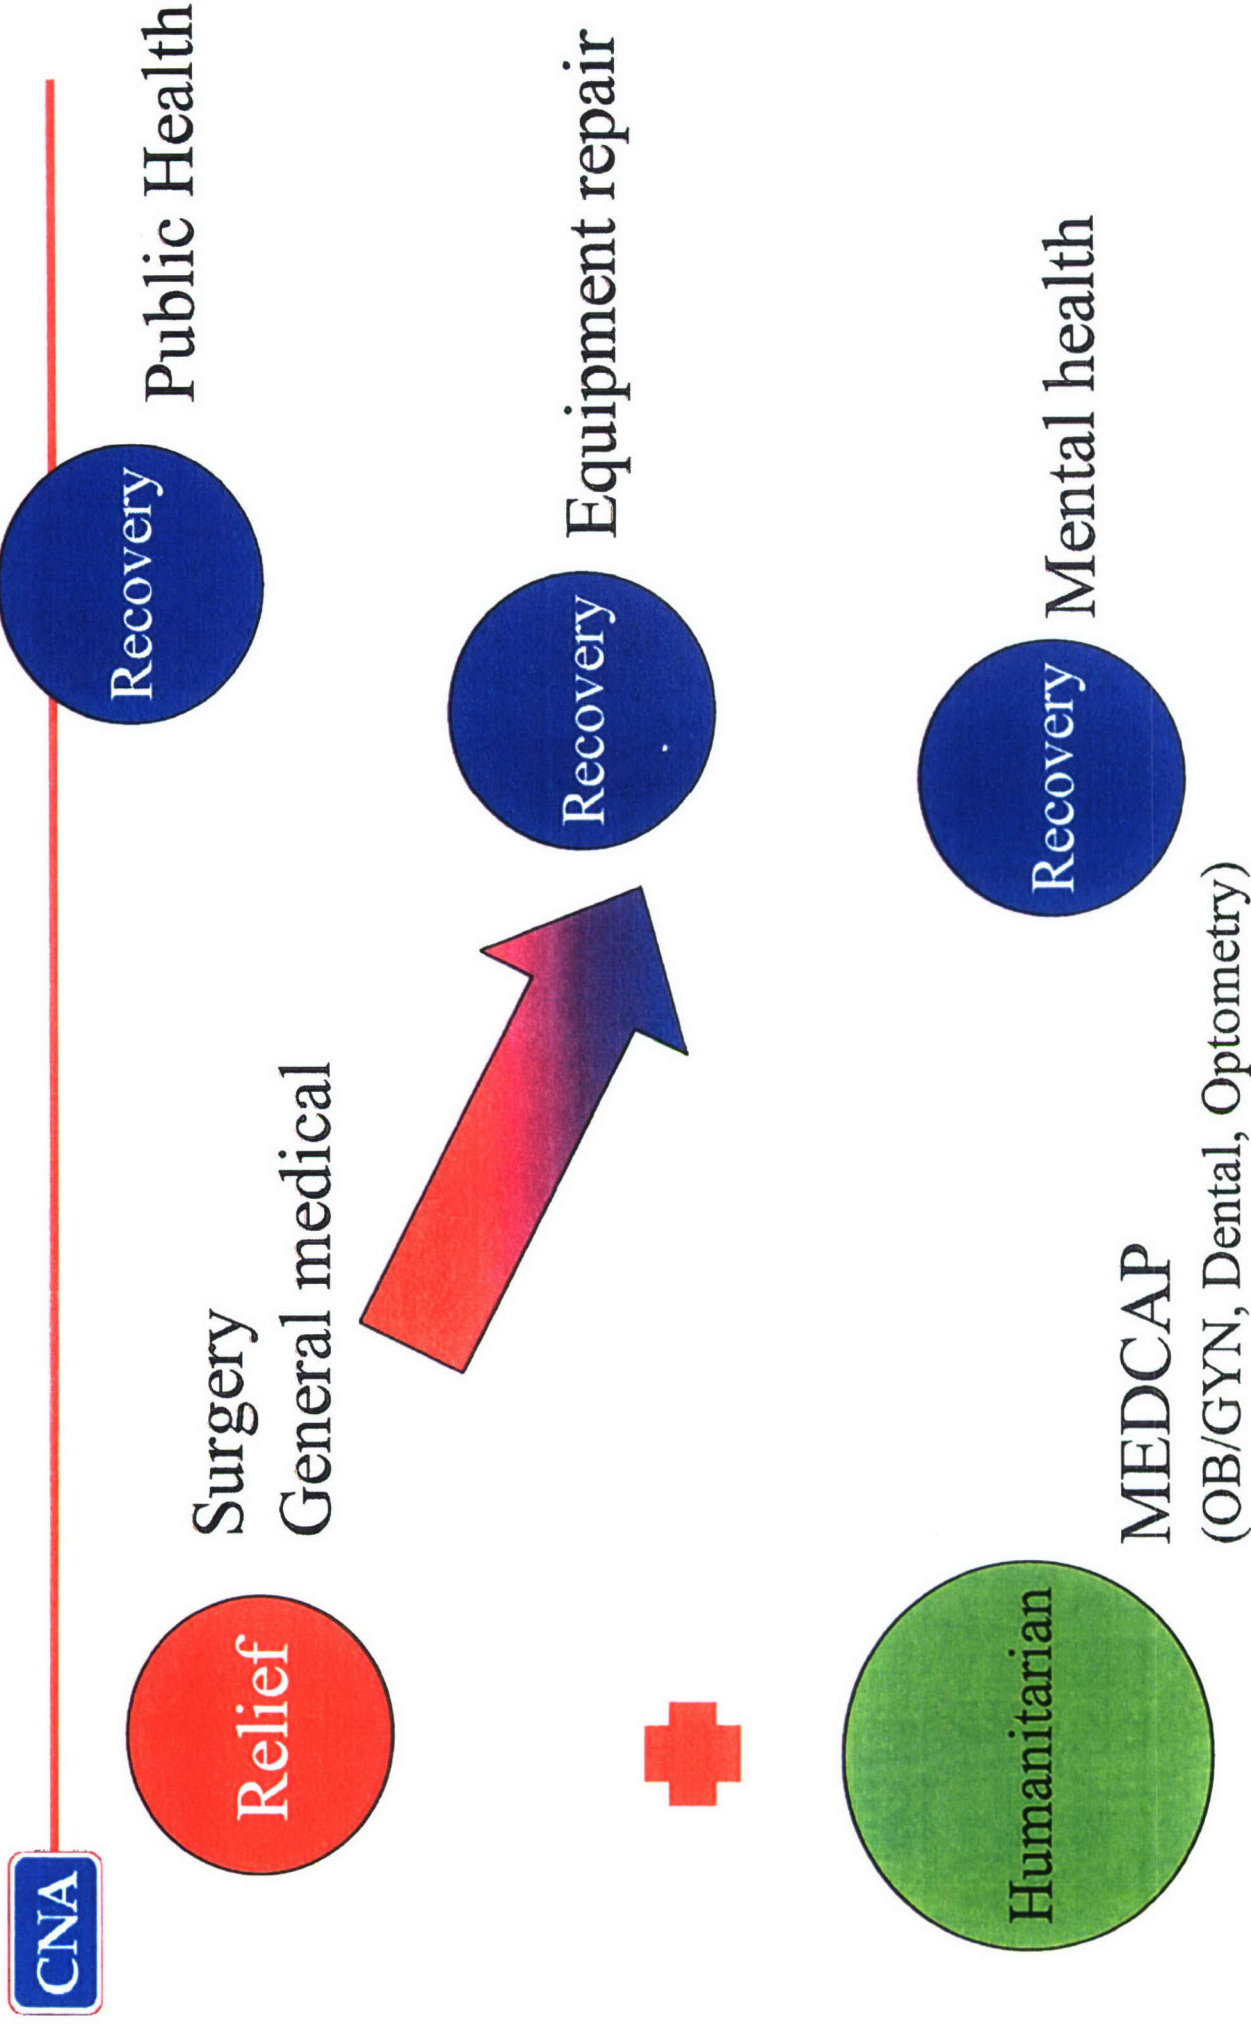 CNA
Relief
Surgery
General medical
Recovery
Public Health
Recovery
Equipment repair
Humanitarian
MEDCAP
(OB/GYN, Dental, Optometry)
Recovery
Mental health